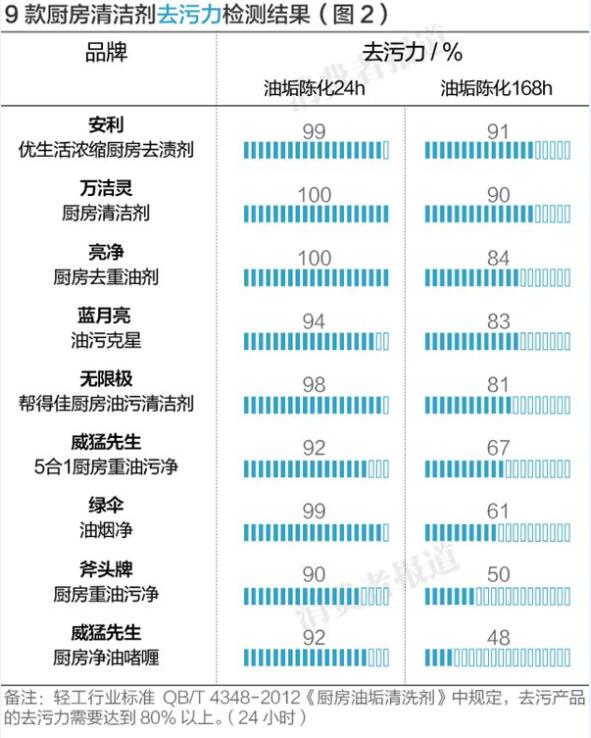 9款厨房清洁剂去污力检测结果（图2）
品牌 去污力/%
油垢陈化24h 油垢陈化168h
安利 99 91
优生活浓缩厨房去渍剂
万洁灵 100 90
厨房清洁剂
亮净 100 84
厨房去重油剂
蓝月亮 94 83
油污克星
无限极 98 81
帮得佳厨房油污清洁剂
威猛先生 92 67
5合1厨房重油污净
绿伞 99 61
油烟净
斧头牌 90 50
厨房重油污净
威猛先生 92 48
厨房净油啫喱
备注：轻工行业标准 QB/T 4348-2012《厨房油垢清洗剂》中规定，去污产品
的去污力需要达到80%以上。（24小时）
消费者报道
消费者报道